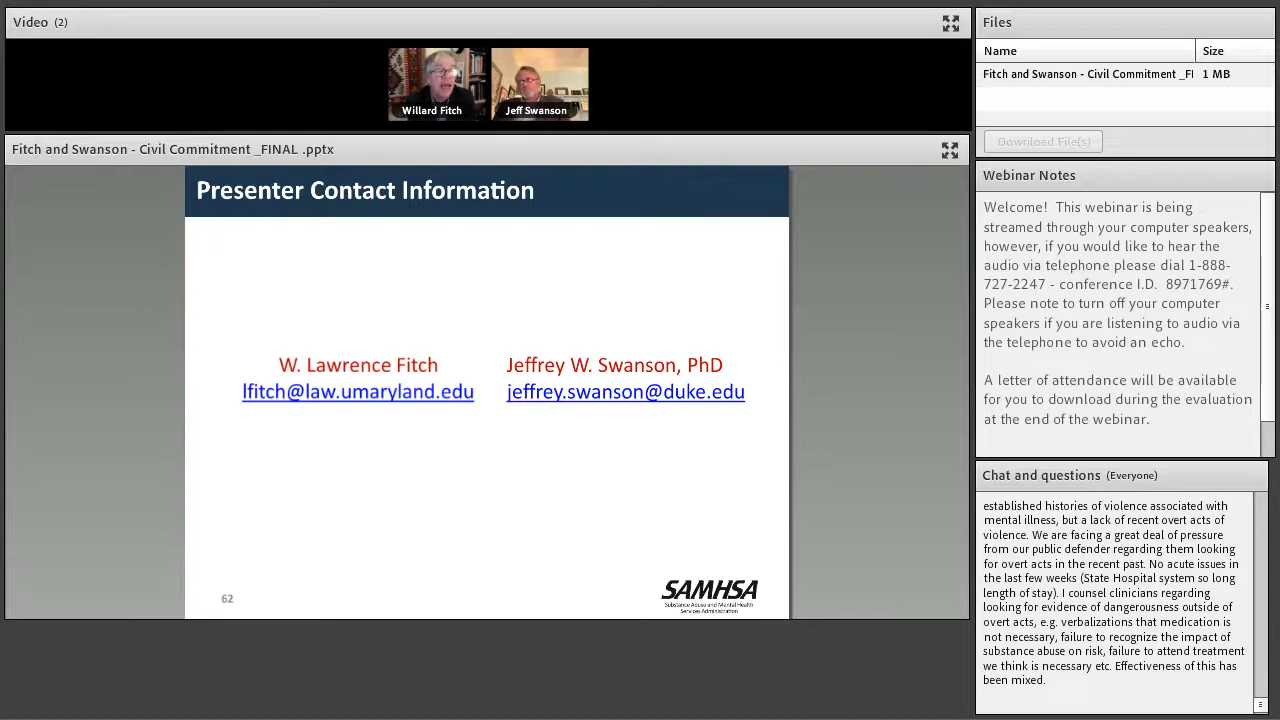 Video (2)
Willard Fitch
Jeff Swanson
Fitch and Swanson - Civil Commitment _FINAL .pptx
Presenter Contact Information
W. Lawrence Fitch
lfitch@law.umaryland.edu
Jeffrey W. Swanson, PhD
jeffrey.swanson@duke.edu
62
SAMHSA
Substance Abuse and Mental Health
Services Administration
Files
Name Size
Fitch and Swanson - Civil Commitment _FI 1 MB
Download File(s)
Webinar Notes
Welcome! This webinar is being
streamed through your computer speakers,
however, if you would like to hear the
audio via telephone please dial 1-888-
727-2247 - conference I.D. 8971769#.
Please note to turn off your computer
speakers if you are listening to audio via
the telephone to avoid an echo.
A letter of attendance will be available
for you to download during the evaluation
at the end of the webinar.
Chat and questions (Everyone)
established histories of violence associated with
mental illness, but a lack of recent overt acts of
violence. We are facing a great deal of pressure
from our public defender regarding them looking
for overt acts in the recent past. No acute issues in
the last few weeks (State Hospital system so long
length of stay). I counsel clinicians regarding
looking for evidence of dangerousness outside of
overt acts, e.g. verbalizations that medication is
not necessary, failure to recognize the impact of
substance abuse on risk, failure to attend treatment
we think is necessary etc. Effectiveness of this has
been mixed.